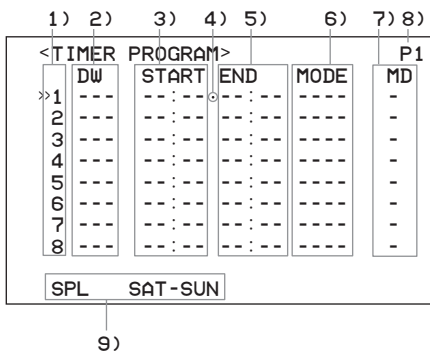 1) 2) 3) 4) 5) 6) 7) 8)
<TIMER PROGRAM> P1
DW START END MODE MD
»1 --- --:-- --:-- ---- -
2 --- --:-- --:-- ---- -
3 --- --:-- --:-- ---- -
4 --- --:-- --:-- ---- -
5 --- --:-- --:-- ---- -
6 --- --:-- --:-- ---- -
7 --- --:-- --:-- ---- -
8 --- --:-- --:-- ---- -
SPL SAT-SUN
9)